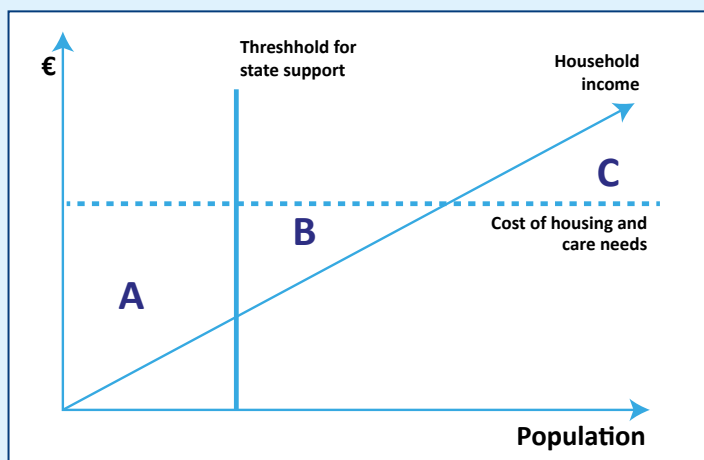 Threshhold for
state support
€
Household
income
C
B
Cost of housing and
care needs
A
Population